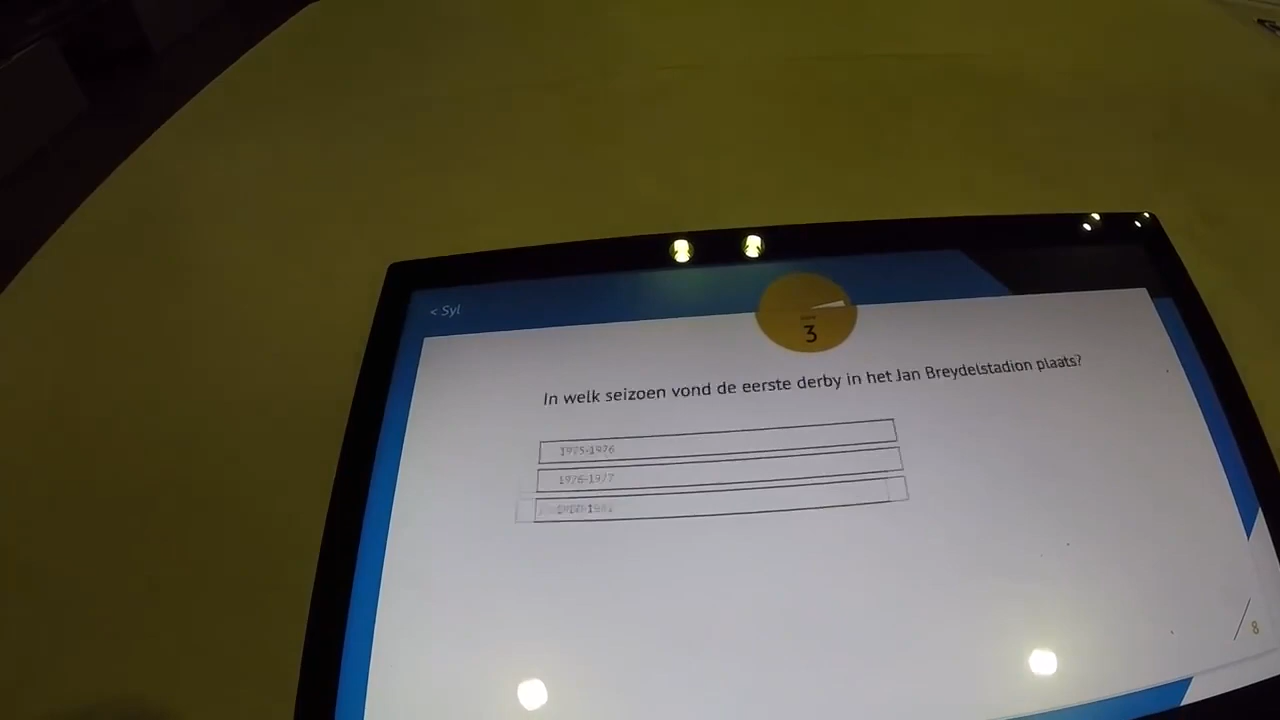 < Syl
3
In welk seizoen vond de eerste derby in het Jan Breydelstadion plaats?
1975-1976
1976-1977
8